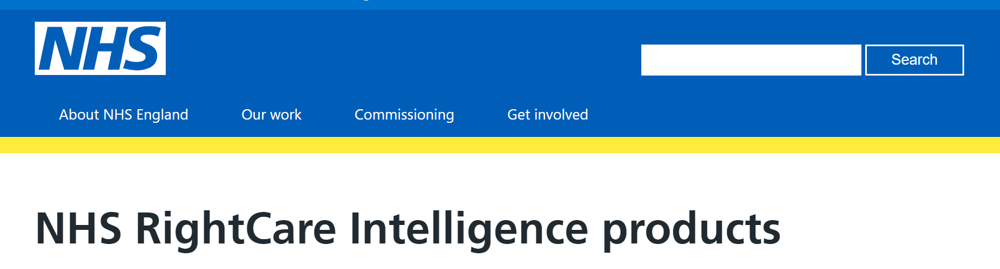 NHS
Search
About NHS England Our work Commissioning Get involved
NHS RightCare Intelligence products